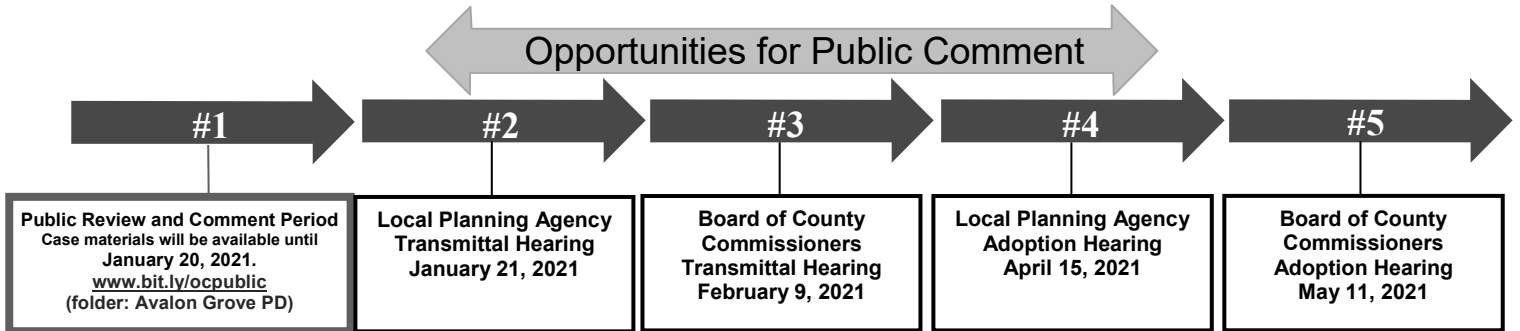 Opportunities for Public Comment
#1
#2
#3
#4
#5
Public Review and Comment Period
Case materials will be available until
January 20, 2021.
www.bit.ly/ocpublic
(folder: Avalon Grove PD)
Local Planning Agency
Transmittal Hearing
January 21, 2021
Board of County
Commissioners
Transmittal Hearing
February 9, 2021
Local Planning Agency
Adoption Hearing
April 15, 2021
Board of County
Commissioners
Adoption Hearing
May 11, 2021